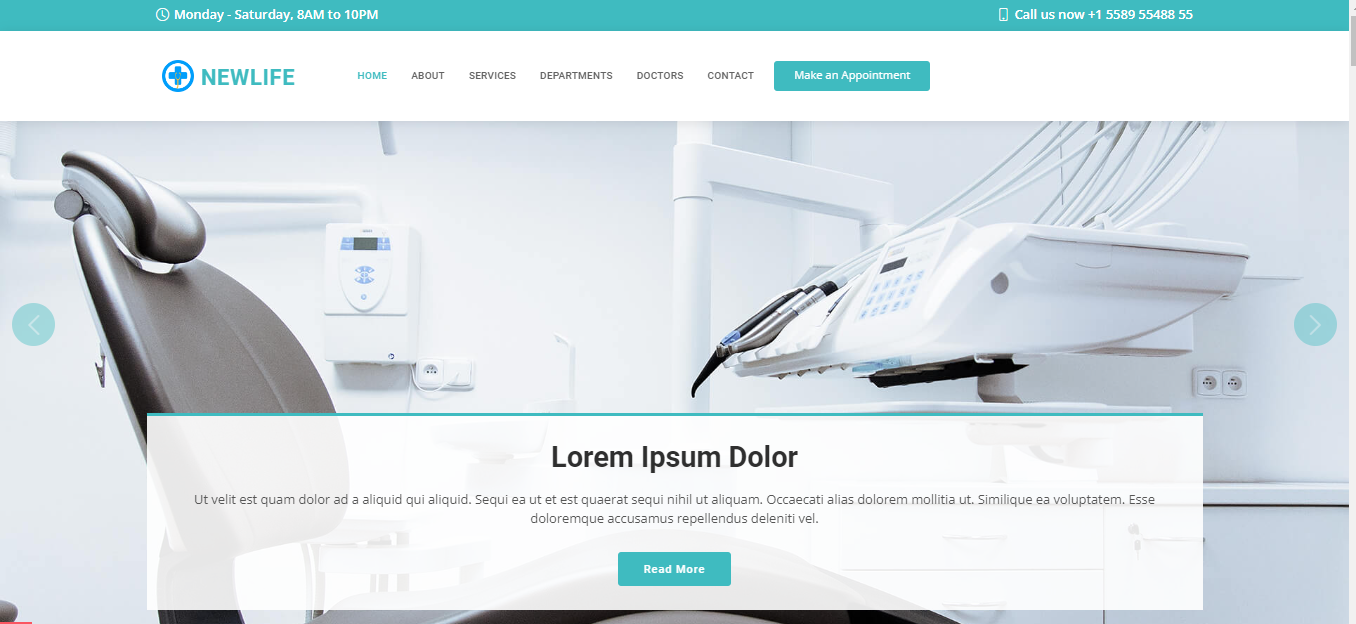 Monday - Saturday, 8AM to 10PM
Call us now +1 5589 55488 55
NEWLIFE
HOME
ABOUT
SERVICES
DEPARTMENTS
DOCTORS
CONTACT
Make an Appointment
Lorem Ipsum Dolor
Ut velit est quam dolor ad a aliquid qui aliquid. Sequi ea ut et est quaerat sequi nihil ut aliquam. Occaecati alias dolorem mollitia ut. Similique ea voluptatem. Esse
doloremque accusamus repellendus deleniti vel.
Read More